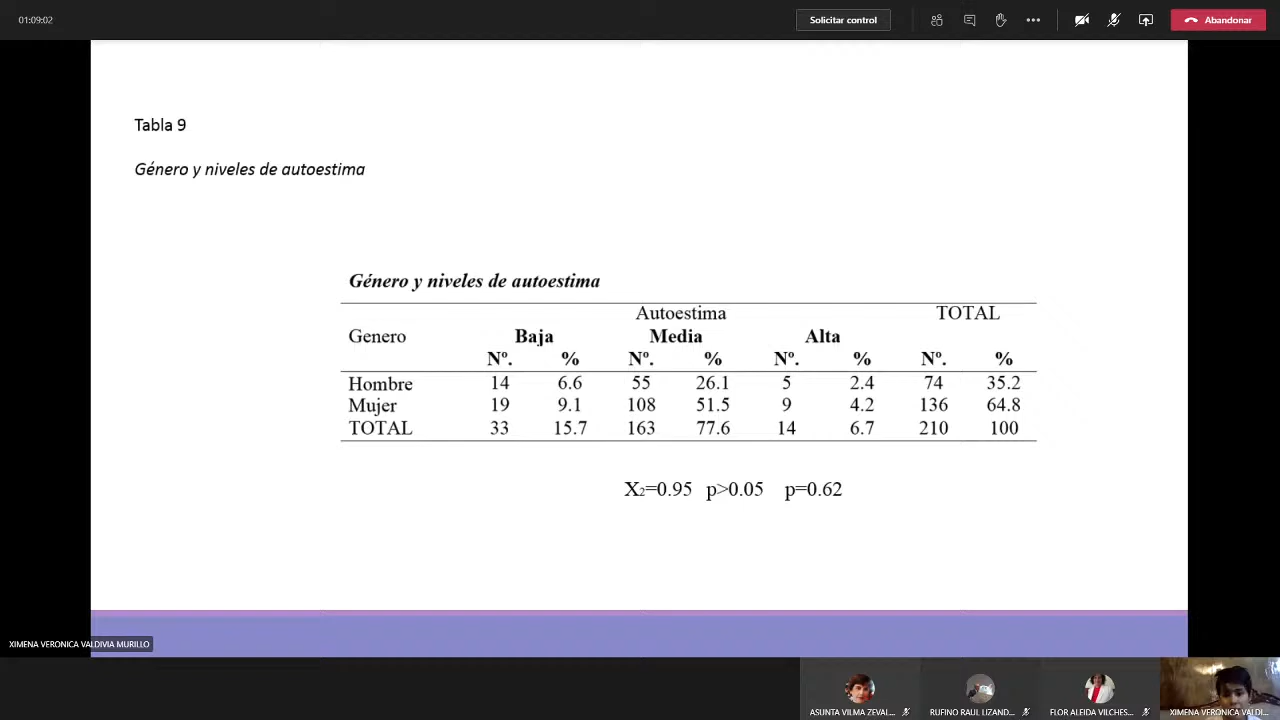 01:09:02
Solicitar control
Abandonar
Tabla 9
Género y niveles de autoestima
Género y niveles de autoestima
Autoestima TOTAL
Genero Baja Media Alta
Nº. % Nº. % Nº. % Nº. %
Hombre 14 6.6 55 26.1 5 2.4 74 35.2
Mujer 19 9.1 108 51.5 9 4.2 136 64.8
TOTAL 33 15.7 163 77.6 14 6.7 210 100
X2=0.95 p>0.05 p=0.62
XIMENA VERONICA VALDIVIA MURILLO
ASUNTA VILMA ZEVAL...
RUFINO RAUL LIZAND...
FLOR ALEIDA VILCHES...
XIMENA VERONICA VALDI...